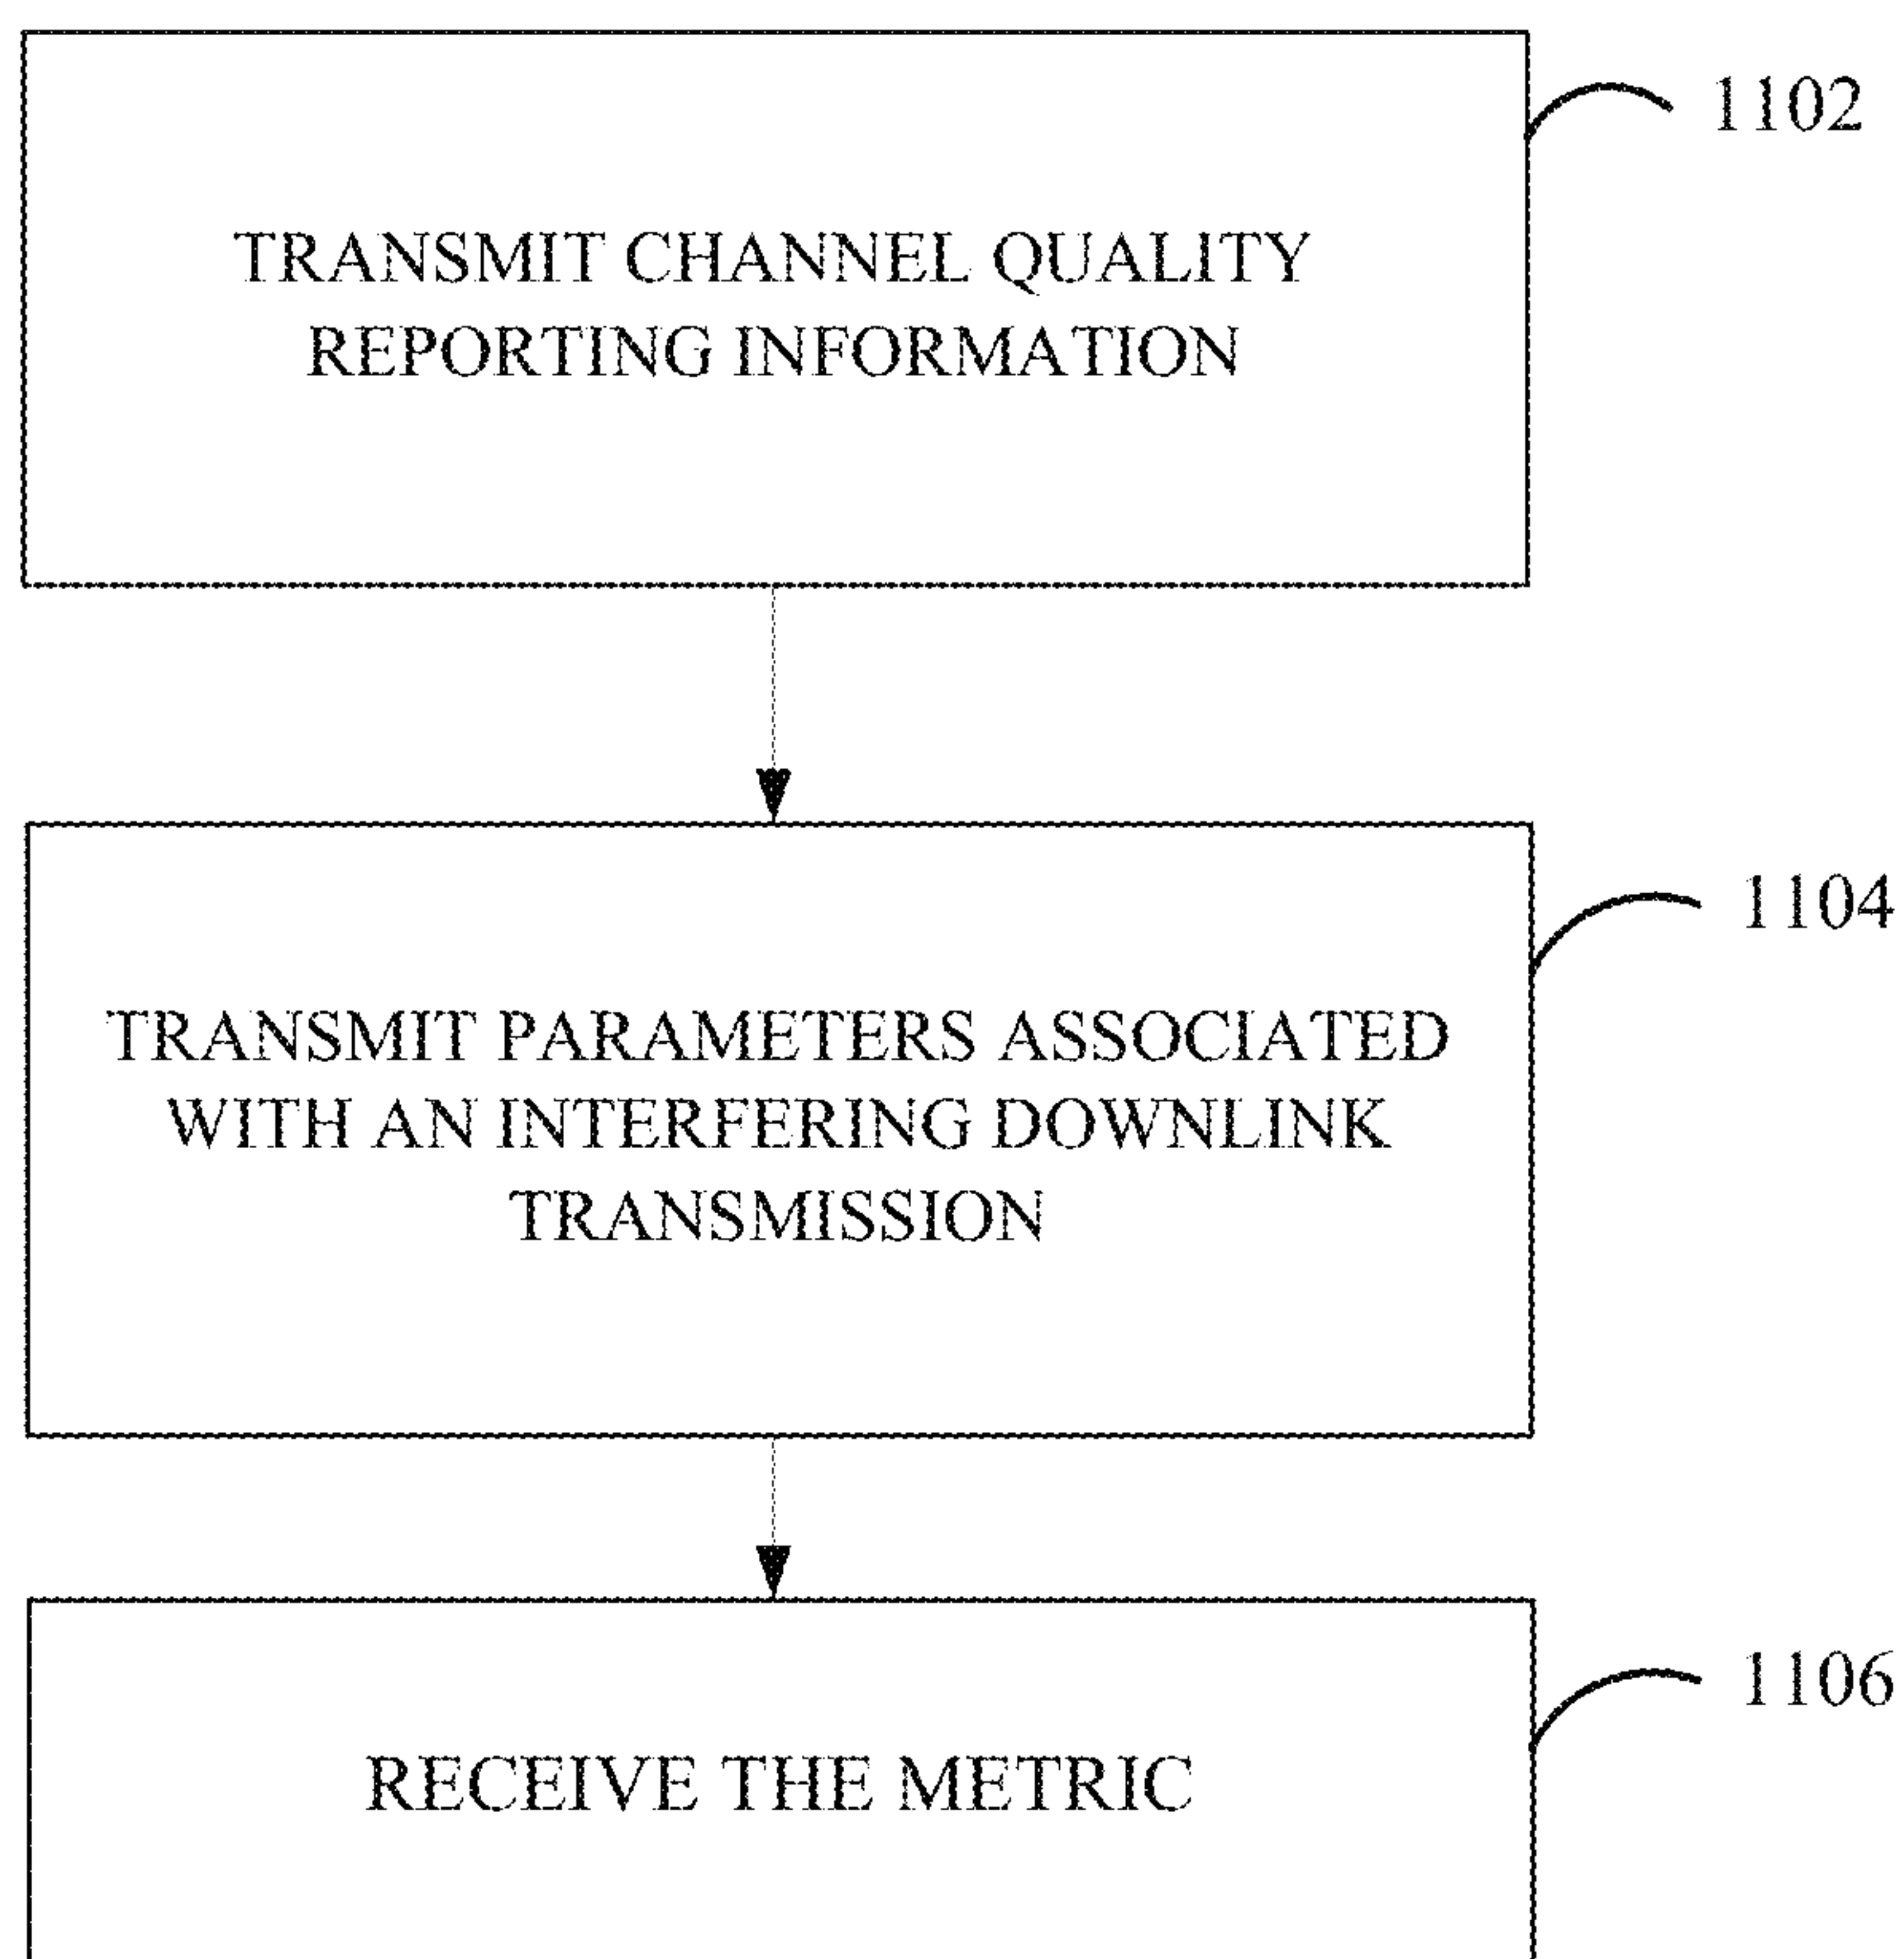 1102
TRANSMIT CHANNEL QUALITY
REPORTING INFORMATION
1104
TRANSMIT PARAMETERS ASSOCIATED
WITH AN INTERFERING DOWNLINK
TRANSMISSION
1106
RECEIVE THE METRIC